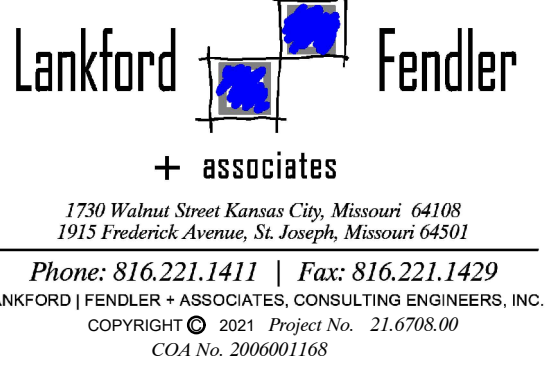 Lankford Fendler
+ associates
1730 Walnut Street Kansas City, Missouri 64108
1915 Frederick Avenue, St. Joseph, Missouri 64501
Phone: 816.221.1411 | Fax: 816.221.1429
ANKFORD | FENDLER + ASSOCIATES, CONSULTING ENGINEERS, INC.
COPYRIGHT © 2021 Project No. 21.6708.00
COA No. 2006001168